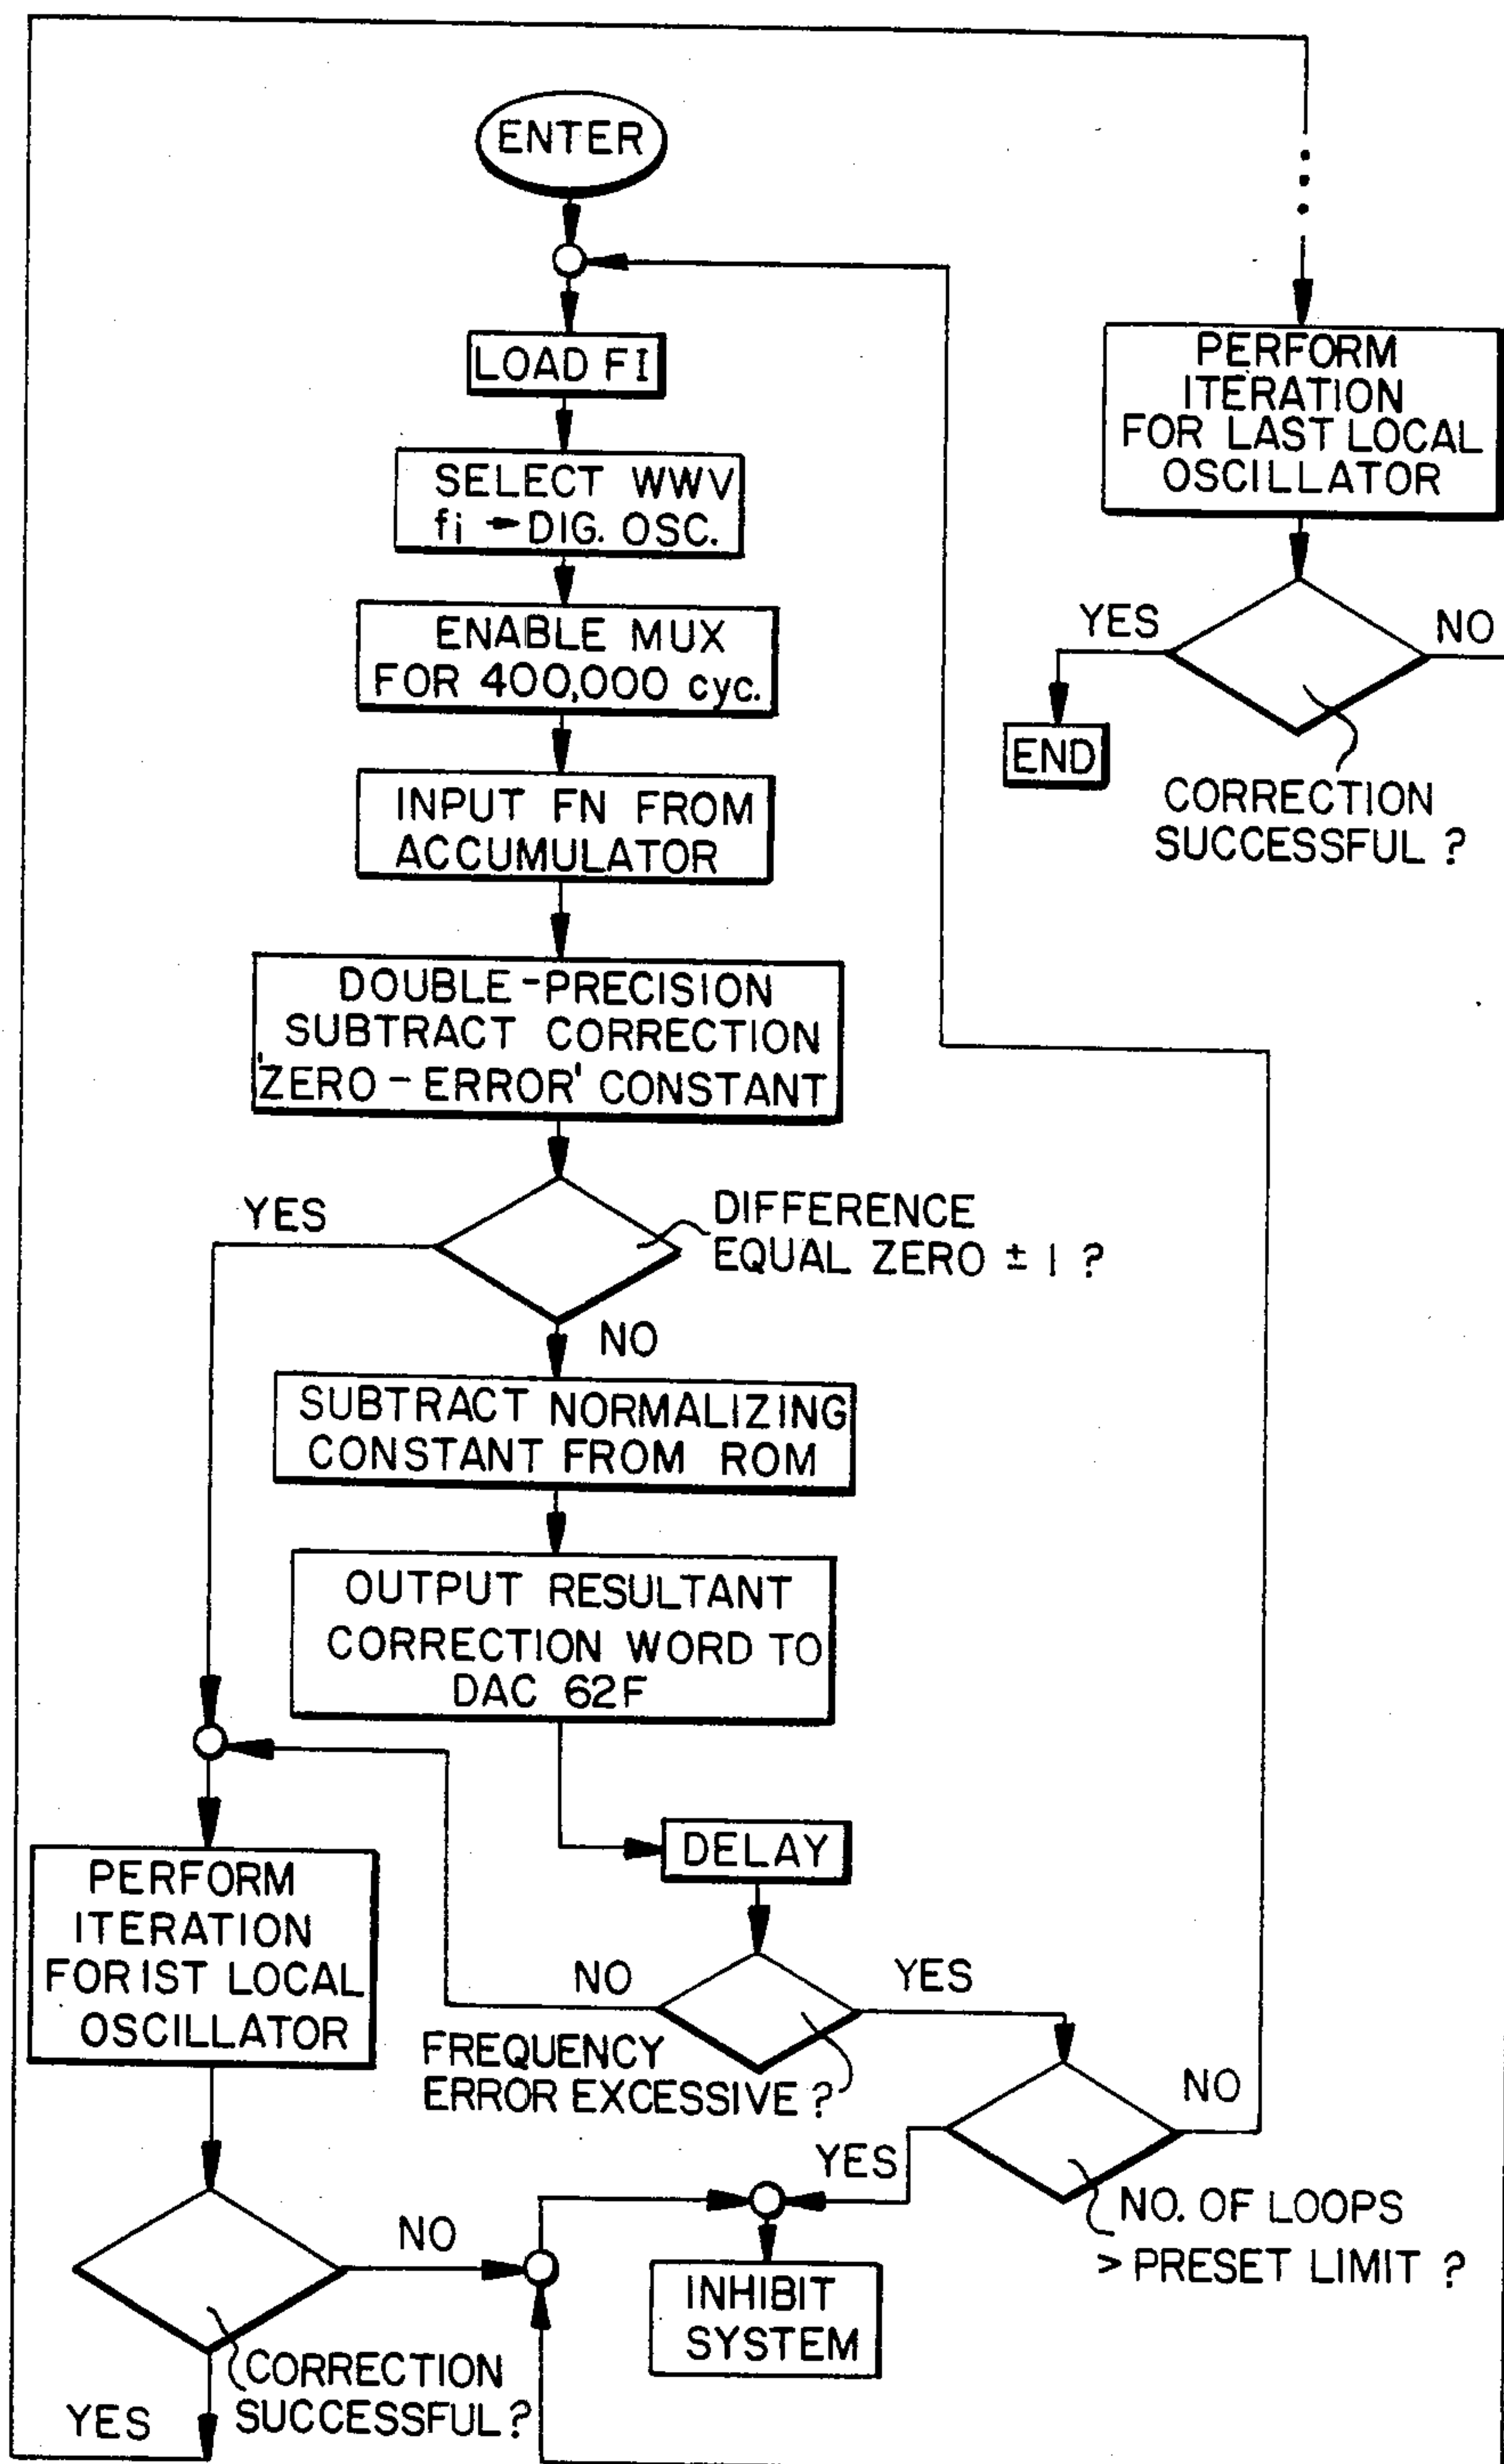 ENTER
LOAD FI
SELECT WWV
fi → DIG. OSC.
ENABLE MUX
FOR 400,000 cyc.
INPUT FN FROM
ACCUMULATOR
DOUBLE-PRECISION
SUBTRACT CORRECTION
'ZERO-ERROR' CONSTANT
YES
DIFFERENCE
EQUAL ZERO ± 1 ?
NO
SUBTRACT NORMALIZING
CONSTANT FROM ROM
OUTPUT RESULTANT
CORRECTION WORD TO
DAC 62F
DELAY
NO
YES
FREQUENCY
ERROR EXCESSIVE ?
YES
NO
NO. OF LOOPS
> PRESET LIMIT ?
INHIBIT
SYSTEM
PERFORM
ITERATION
FOR 1ST LOCAL
OSCILLATOR
NO
CORRECTION
SUCCESSFUL ?
YES
PERFORM
ITERATION
FOR LAST LOCAL
OSCILLATOR
YES
NO
END
CORRECTION
SUCCESSFUL ?